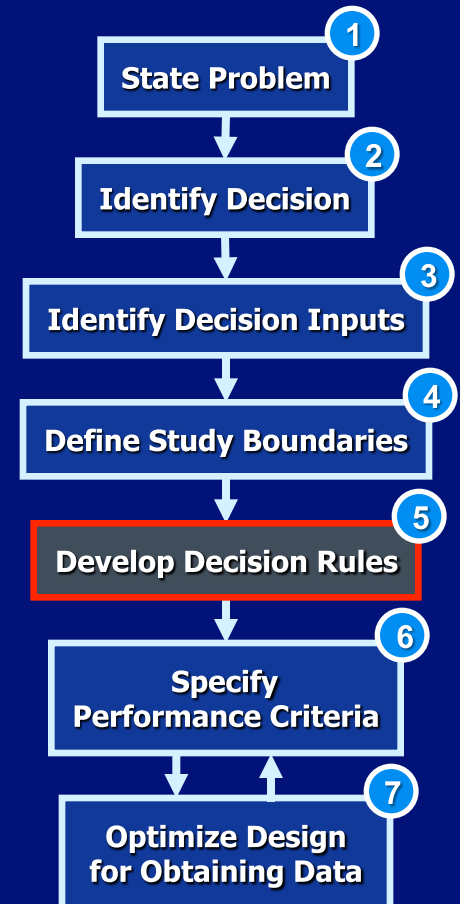 1
State Problem
2
Identify Decision
3
Identify Decision Inputs
4
Define Study Boundaries
5
Develop Decision Rules
6
Specify
Performance Criteria
7
Optimize Design
for Obtaining Data